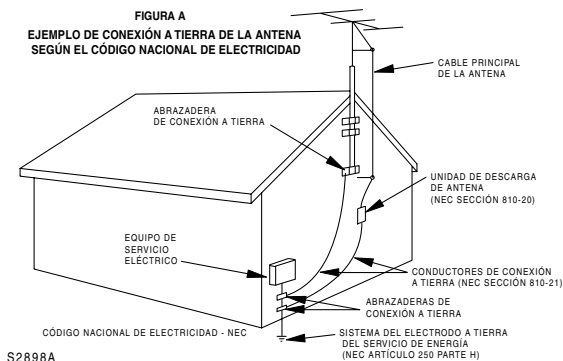 FIGURA A
EJEMPLO DE CONEXIÓN A TIERRA DE LA ANTENA
SEGÚN EL CÓDIGO NACIONAL DE ELECTRICIDAD
CABLE PRINCIPAL
DE LA ANTENA
ABRAZADERA
DE CONEXIÓN A TIERRA
UNIDAD DE DESCARGA
DE ANTENA
(NEC SECCIÓN 810-20)
EQUIPO DE
SERVICIO
ELÉCTRICO
CONDUCTORES DE CONEXIÓN
A TIERRA (NEC SECCIÓN 810-21)
ABRAZADERAS DE
CONEXIÓN A TIERRA
CÓDIGO NACIONAL DE ELECTRICIDAD - NEC
SISTEMA DEL ELECTRODO A TIERRA
DEL SERVICIO DE ENERGÍA
(NEC ARTÍCULO 250 PARTE H)
S2898A